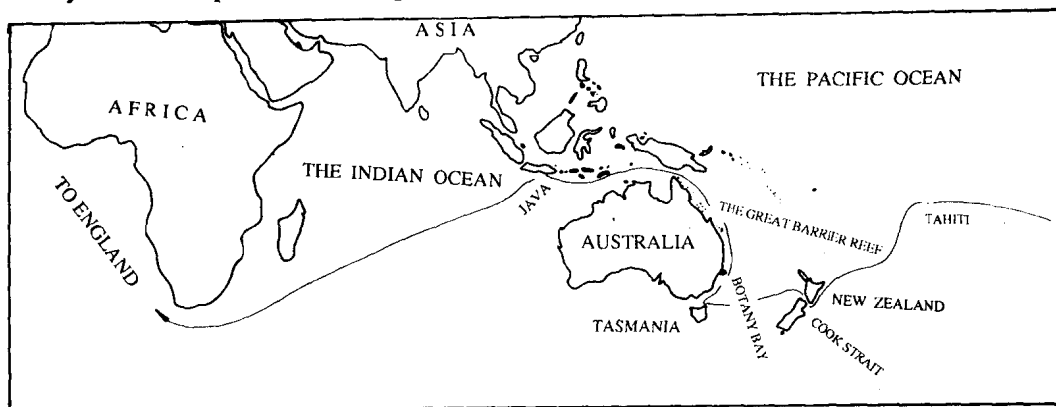 ASIA
THE PACIFIC OCEAN
AFRICA
THE INDIAN OCEAN
TO ENGLAND
JAVA
THE GREAT BARRIER REEF
TAHITI
AUSTRALIA
BOTANY BAY
NEW ZEALAND
TASMANIA
COOK STRAIT